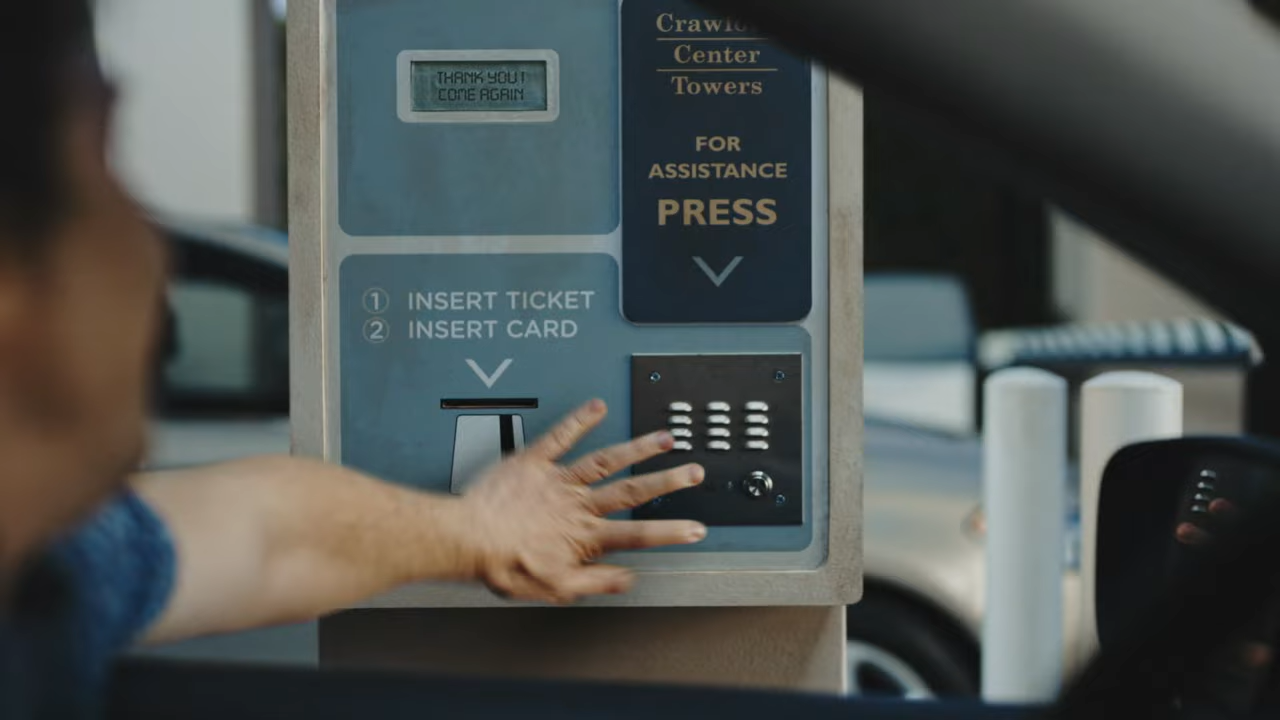 THANK YOU!
COME AGAIN
Center
Towers
FOR
ASSISTANCE
PRESS
1 INSERT TICKET
2 INSERT CARD